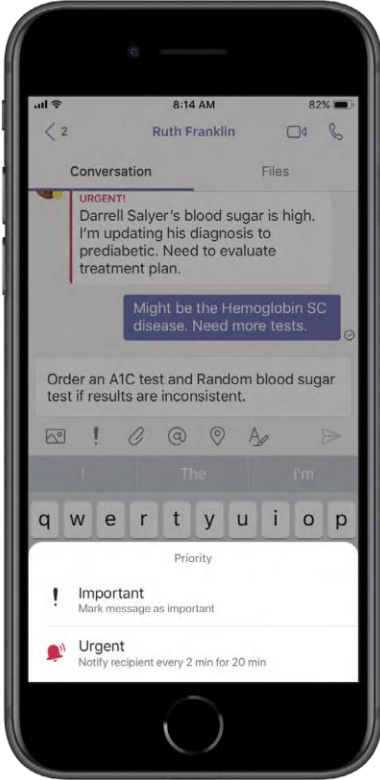 8:14 AM 82%
2 Ruth Franklin
Conversation Files
URGENT!
Darrell Salyer's blood sugar is high.
I'm updating his diagnosis to
prediabetic. Need to evaluate
treatment plan.
Might be the Hemoglobin SC
disease. Need more tests.
Order an A1C test and Random blood sugar
test if results are inconsistent.
I The I'm
q w e r t y u i o p
Priority
Important
Mark message as important
Urgent
Notify recipient every 2 min for 20 min